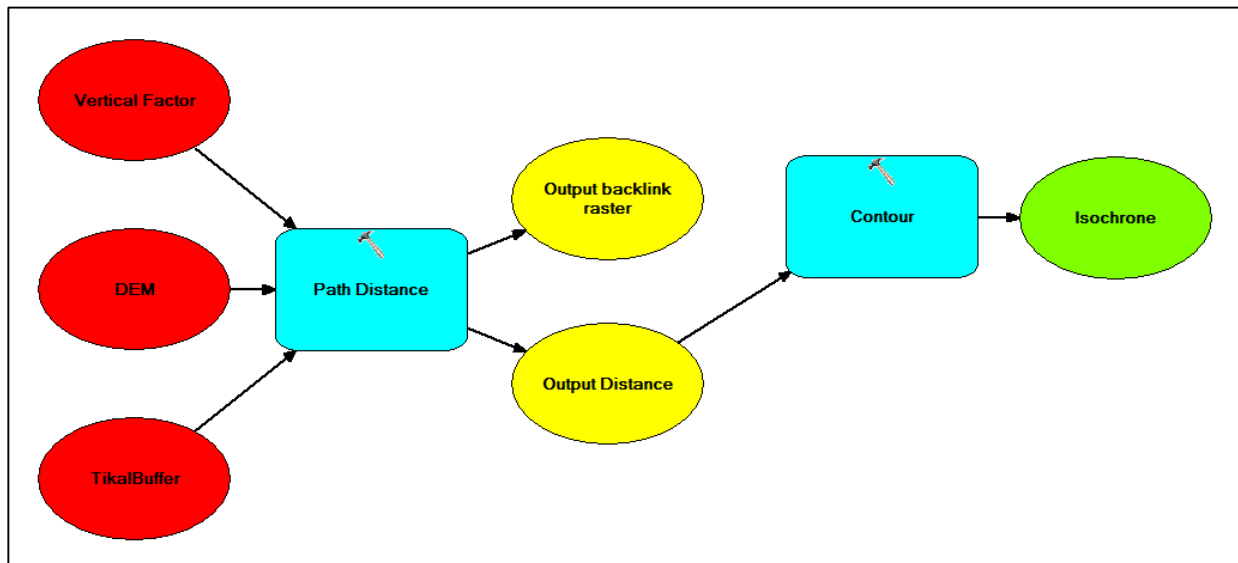 Vertical Factor
DEM
TikalBuffer
Path Distance
Output backlink
raster
Output Distance
Contour
Isochrone